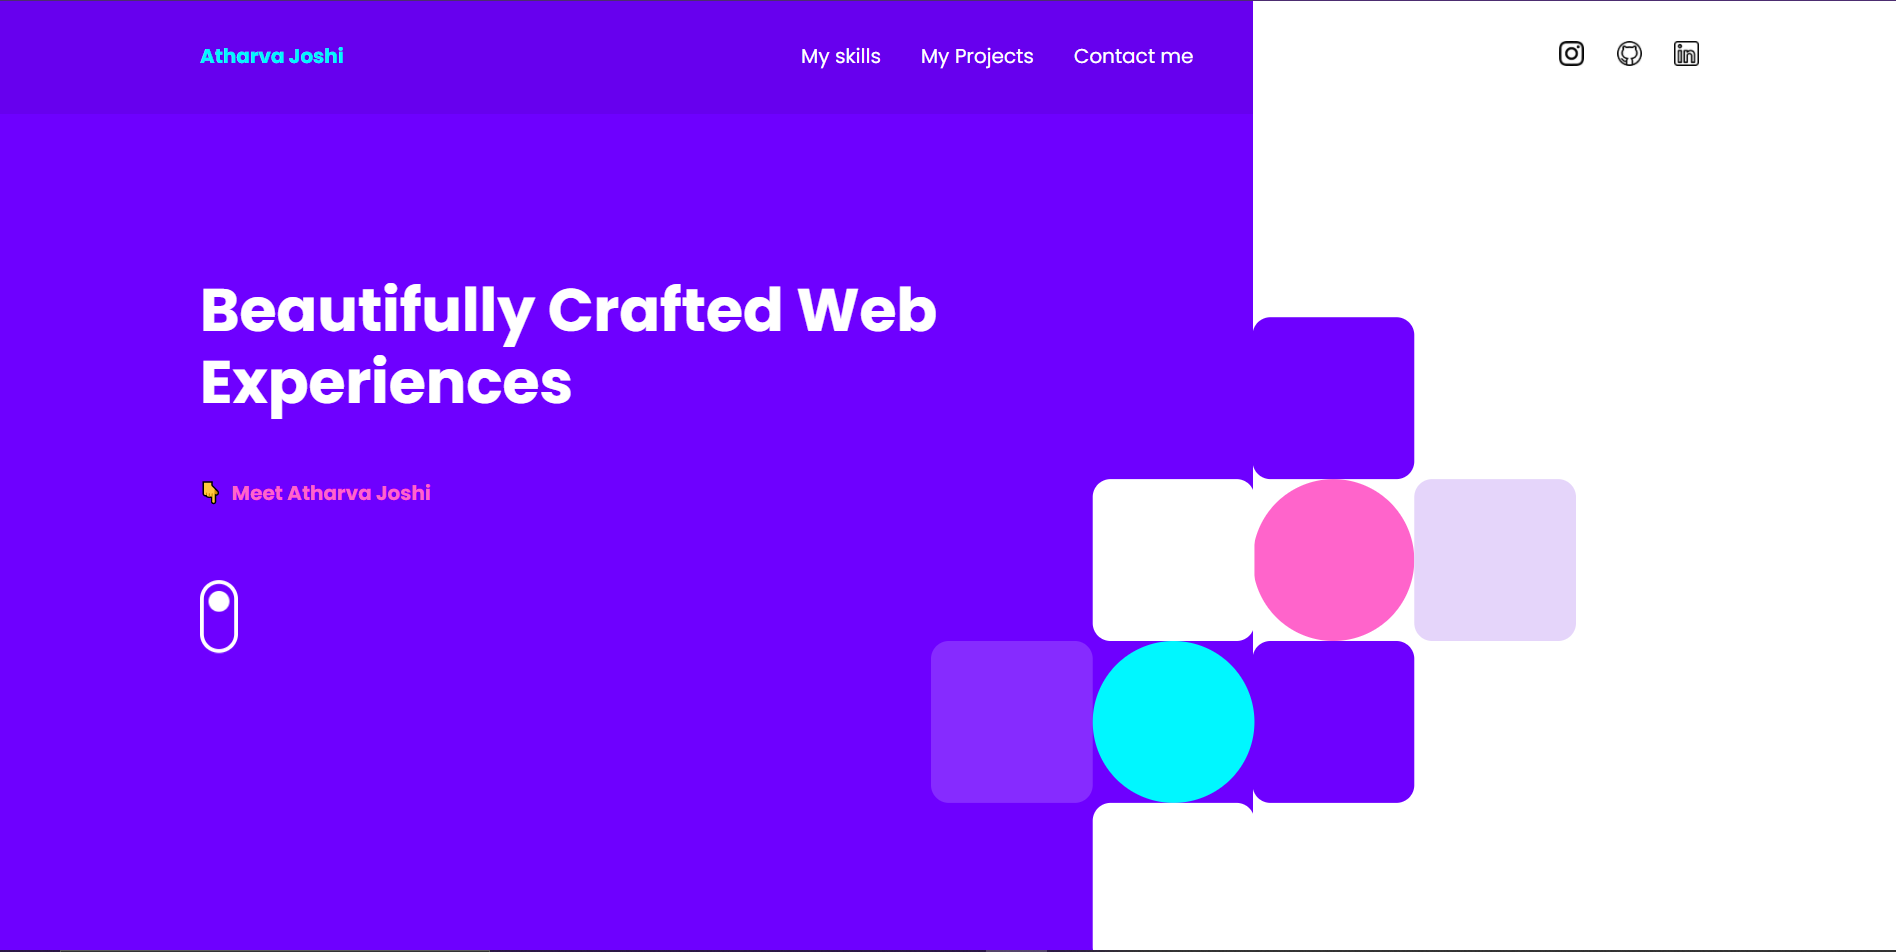 Atharva Joshi
My skills My Projects Contact me
Beautifully Crafted Web
Experiences
👇 Meet Atharva Joshi